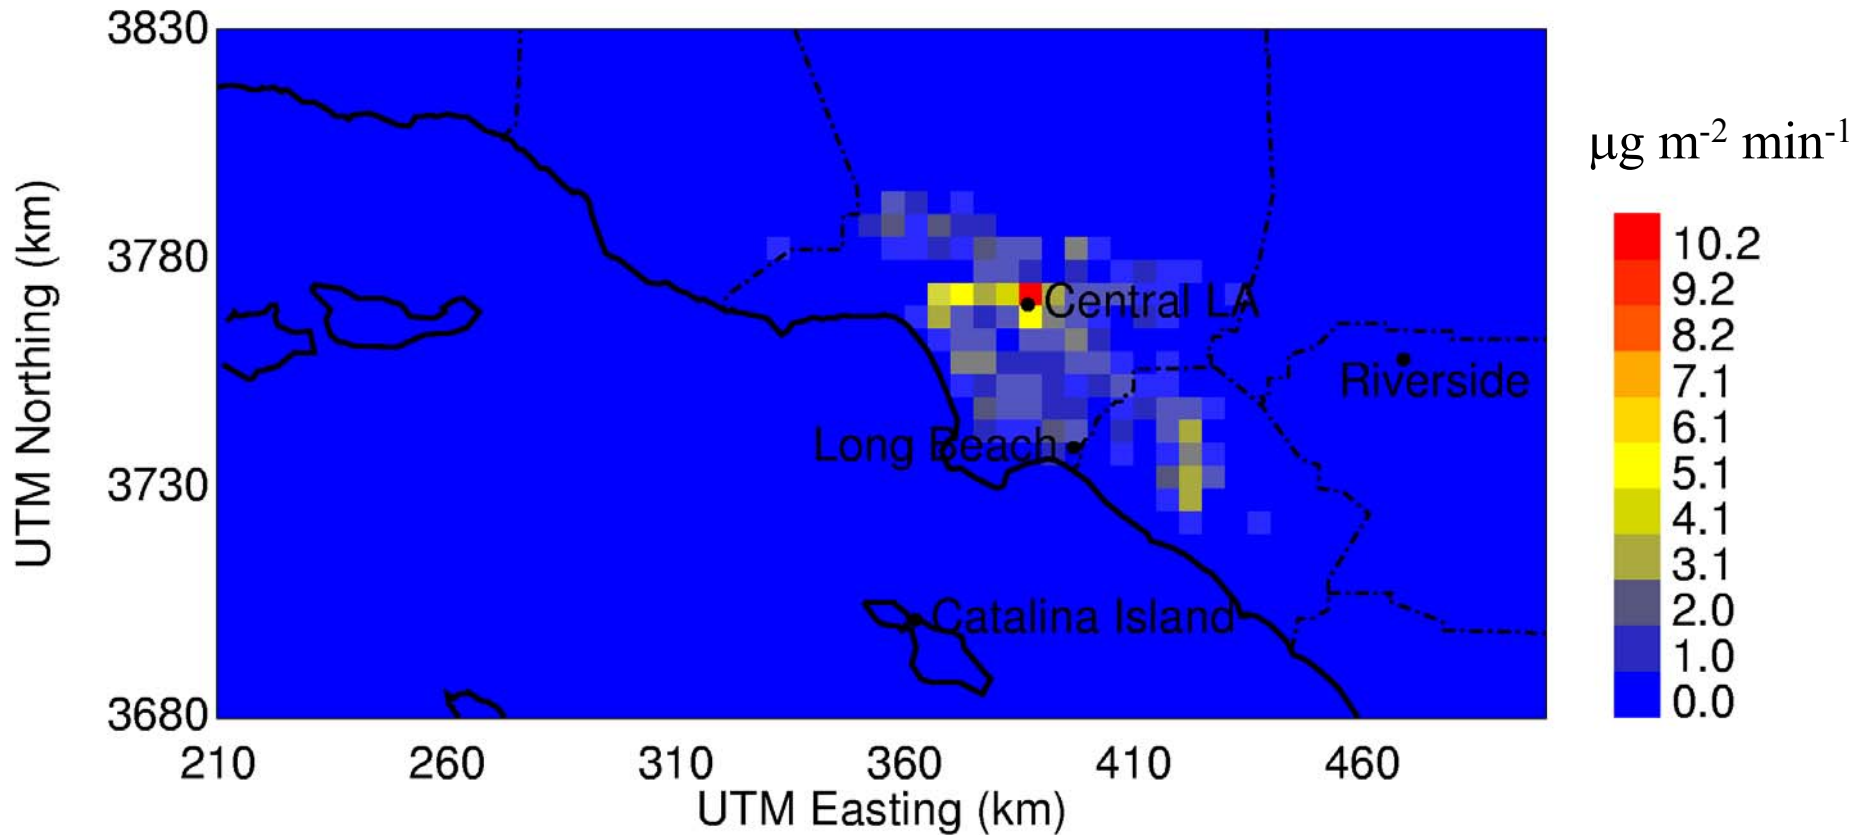 3830
μg m-2 min-1
10.2
3780
9.2
Central LA
8.2
Riverside
7.1
6.1
Long Beach
5.1
3730
4.1
3.1
2.0
Catalina Island
1.0
0.0
3680
210 260 310 360 410 460
UTM Easting (km)
UTM Northing (km)